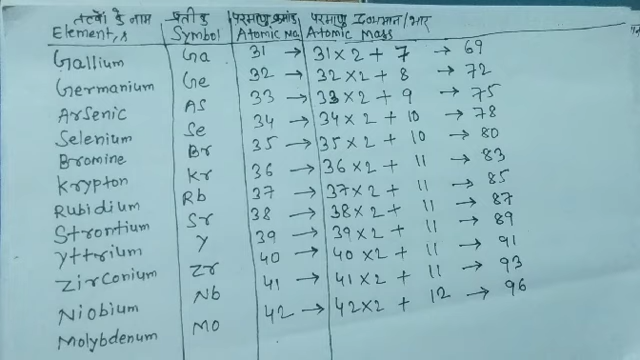 तत्वों के नाम प्रतीक परमाणु क्रमांक परमाणु द्रव्यमान/भार
Element,s Symbol Atomic No. Atomic Mass
Gallium Ga 31 → 31 × 2 + 7 → 69
Germanium Ge 32 → 32 × 2 + 8 → 72
Arsenic AS 33 → 33 × 2 + 9 → 75
Selenium Se 34 → 34 × 2 + 10 → 78
Bromine Br 35 → 35 × 2 + 10 → 80
Krypton Kr 36 → 36 × 2 + 11 → 83
Rubidium Rb 37 → 37 × 2 + 11 → 85
Strontium Sr 38 → 38 × 2 + 11 → 87
Yttrium Y 39 → 39 × 2 + 11 → 89
Zirconium Zr 40 → 40 × 2 + 11 → 91
Niobium Nb 41 → 41 × 2 + 11 → 93
Molybdenum Mo 42 → 42 × 2 + 12 → 96